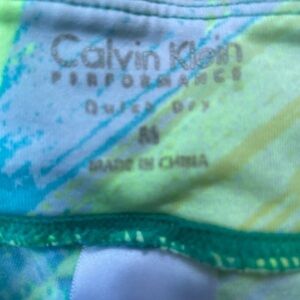 Calvin Klein
PERFORMANCE
Quick Dry
M
MADE IN CHINA